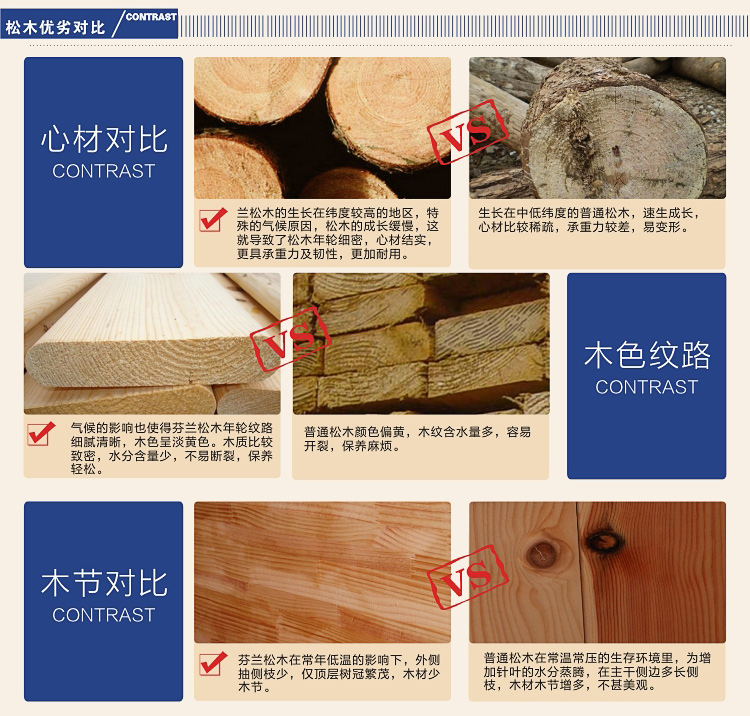 松木优劣对比
CONTRAST
心材对比
CONTRAST
VS
兰松木的生长在纬度较高的地区，特
殊的气候原因，松木的成长缓慢，这
就导致了松木年轮细密，心材结实，
更具承重力及韧性，更加耐用。
生长在中低纬度的普通松木，速生成长，
心材比较稀疏，承重力较差，易变形。
VS
木色纹路
CONTRAST
气候的影响也使得芬兰松木年轮纹路
细腻清晰，木色呈淡黄色。木质比较
致密，水分含量少，不易断裂，保养
轻松。
普通松木颜色偏黄，木纹含水量多，容易
开裂，保养麻烦。
木节对比
CONTRAST
VS
芬兰松木在常年低温的影响下，外侧
抽侧枝少，仅顶层树冠繁茂，木材少
木节。
普通松木在常温常压的生存环境里，为增
加针叶的水分蒸腾，在主干侧边多长侧
枝，木材木节增多，不甚美观。